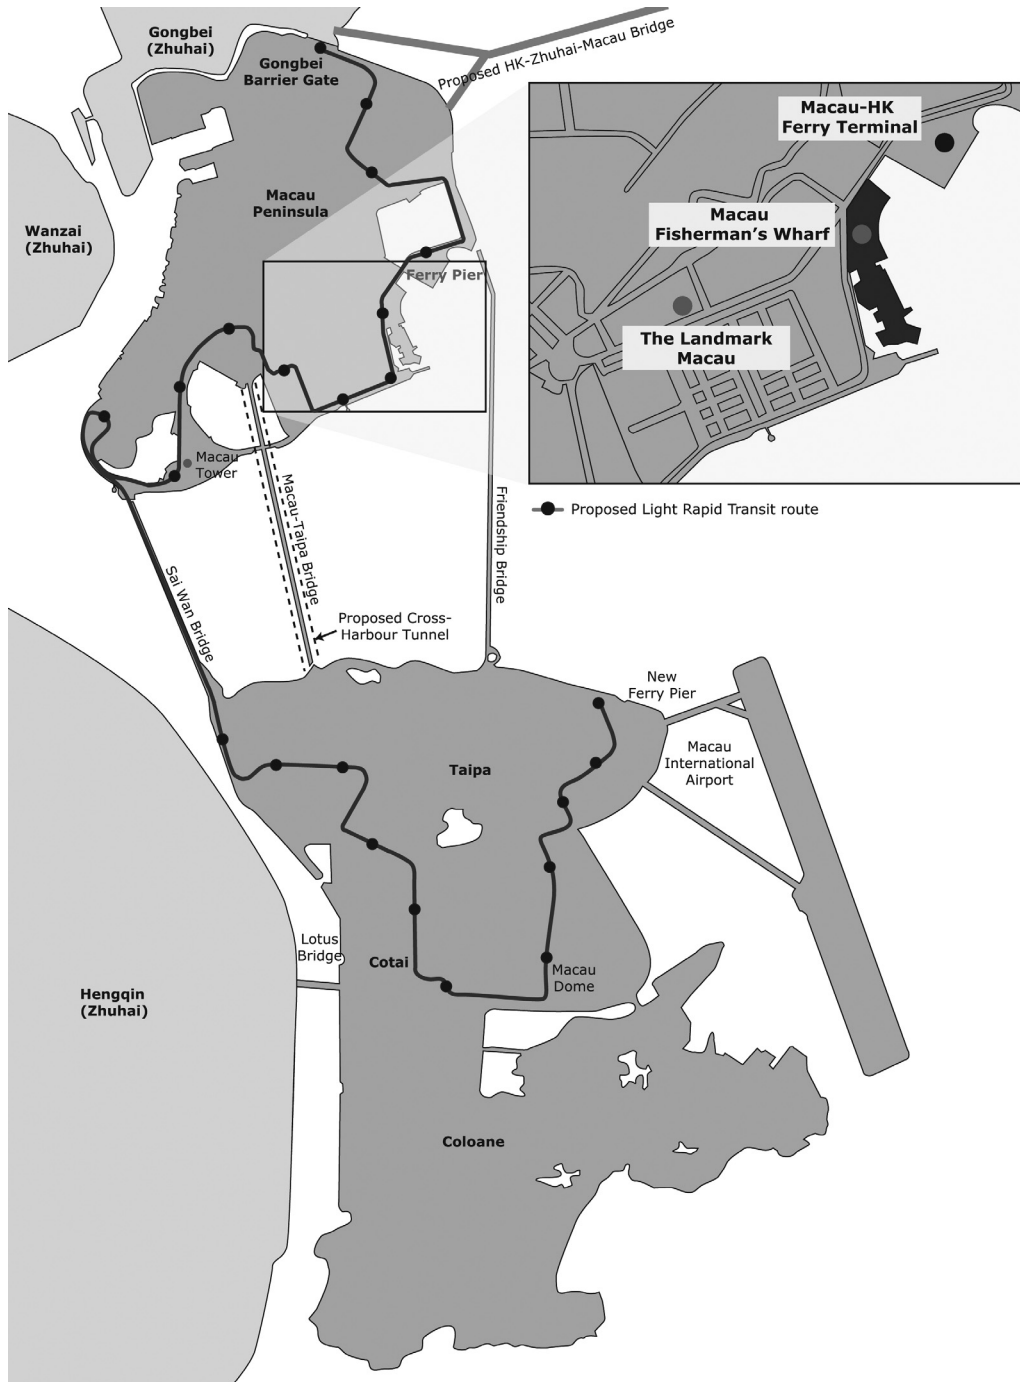 Gongbei
(Zhuhai)
Gongbei
Barrier Gate
Proposed HK-Zhuhai-Macau Bridge
Macau-HK
Ferry Terminal
Macau
Peninsula
Macau
Fisherman's Wharf
Wanzai
(Zhuhai)
Ferry Pier
The Landmark
Macau
Macau
Tower
Macau-Taipa Bridge
Friendship Bridge
Proposed Light Rapid Transit route
Sai Wan Bridge
Proposed Cross-
Harbour Tunnel
New
Ferry Pier
Macau
International
Airport
Taipa
Lotus
Bridge
Cotai
Macau
Dome
Hengqin
(Zhuhai)
Coloane